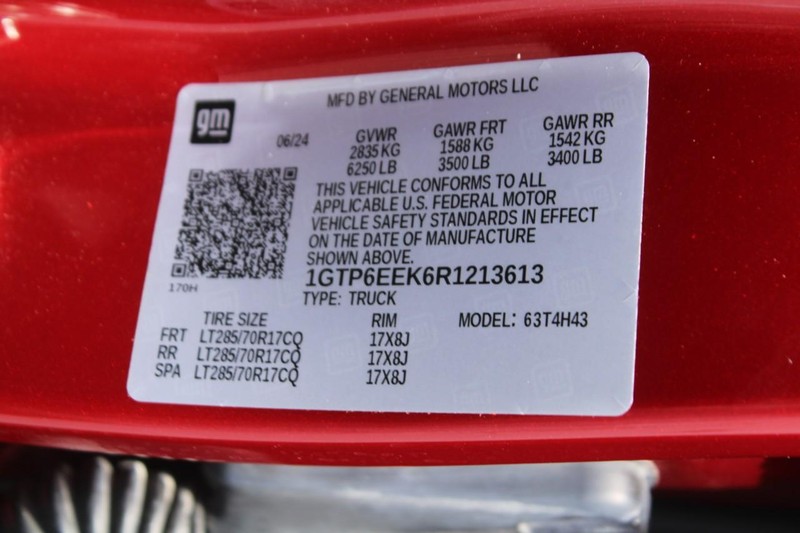 gm
MFD BY GENERAL MOTORS LLC
06/24 GVWR GAWR FRT GAWR RR
2835 KG 1588 KG 1542 KG
6250 LB 3500 LB 3400 LB
THIS VEHICLE CONFORMS TO ALL
APPLICABLE U.S. FEDERAL MOTOR
VEHICLE SAFETY STANDARDS IN EFFECT
ON THE DATE OF MANUFACTURE
SHOWN ABOVE.
170H
1GTP6EEK6R1213613
TYPE: TRUCK
TIRE SIZE RIM MODEL: 63T4H43
FRT LT285/70R17CQ 17X8J
RR LT285/70R17CQ 17X8J
SPA LT285/70R17CQ 17X8J